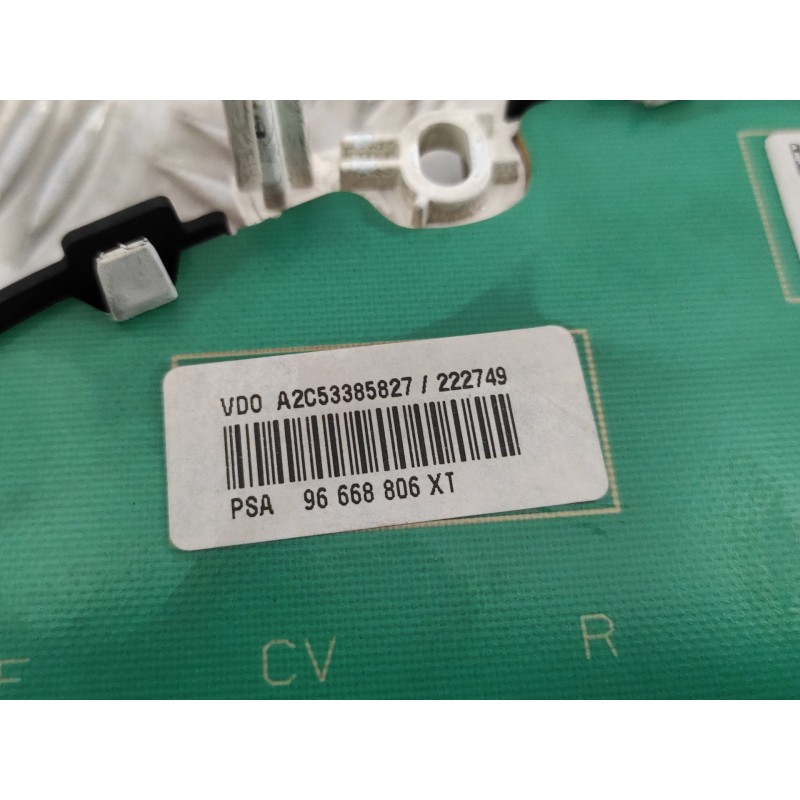 VDO A2C53385827 / 222749
PSA 96 668 806 XT
CV R